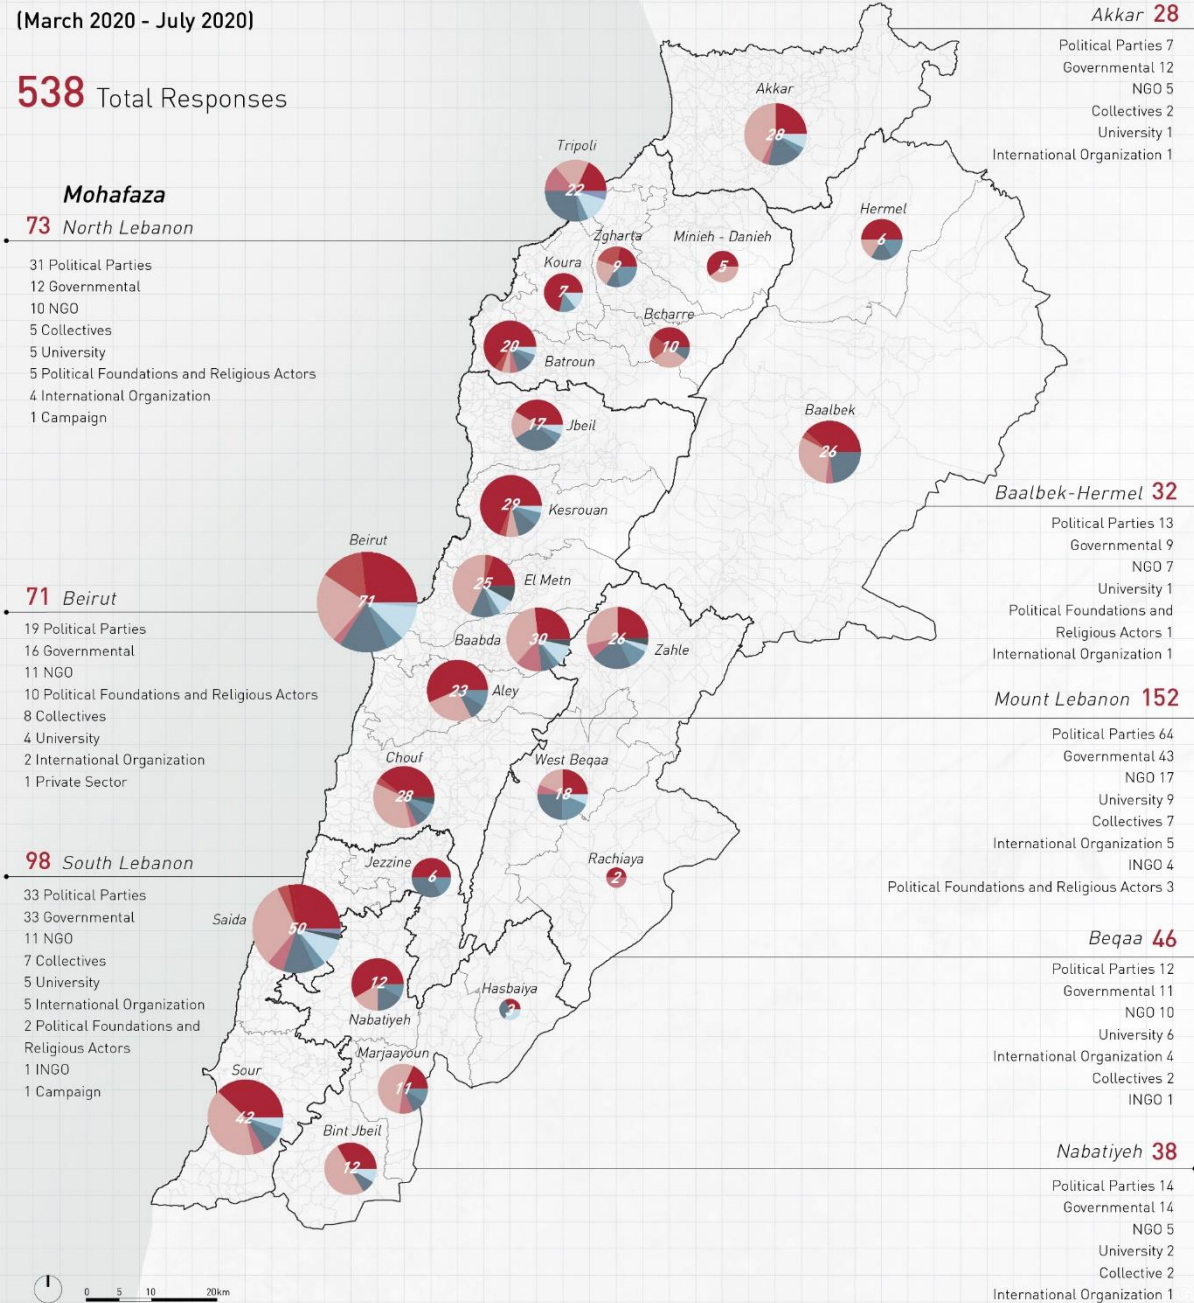 (March 2020 - July 2020)
538 Total Responses
Mohafaza
73 North Lebanon
31 Political Parties
12 Governmental
10 NGO
5 Collectives
5 University
5 Political Foundations and Religious Actors
4 International Organization
1 Campaign
71 Beirut
19 Political Parties
16 Governmental
11 NGO
10 Political Foundations and Religious Actors
8 Collectives
4 University
2 International Organization
1 Private Sector
98 South Lebanon
33 Political Parties
33 Governmental
11 NGO
7 Collectives
5 University
5 International Organization
2 Political Foundations and
Religious Actors
1 INGO
1 Campaign
Akkar
28
Tripoli
22
Hermel
6
Zgharta
9
Minieh - Danieh
5
Koura
7
Bcharre
10
20
Batroun
17
Jbeil
Baalbek
26
29
Kesrouan
Beirut
71
25
El Metn
Baabda
30
26
Zahle
23
Aley
Chouf
28
West Beqaa
18
Jezzine
6
Rachiaya
2
Saida
50
12
Nabatiyeh
Hasbaiya
3
Marjaayoun
11
Sour
42
Bint Jbeil
12
Akkar 28
Political Parties 7
Governmental 12
NGO 5
Collectives 2
University 1
International Organization 1
Baalbek-Hermel 32
Political Parties 13
Governmental 9
NGO 7
University 1
Political Foundations and
Religious Actors 1
International Organization 1
Mount Lebanon 152
Political Parties 64
Governmental 43
NGO 17
University 9
Collectives 7
International Organization 5
INGO 4
Political Foundations and Religious Actors 3
Beqaa 46
Political Parties 12
Governmental 11
NGO 10
University 6
International Organization 4
Collectives 2
INGO 1
Nabatiyeh 38
Political Parties 14
Governmental 14
NGO 5
University 2
Collective 2
International Organization 1
0 5 10 20km